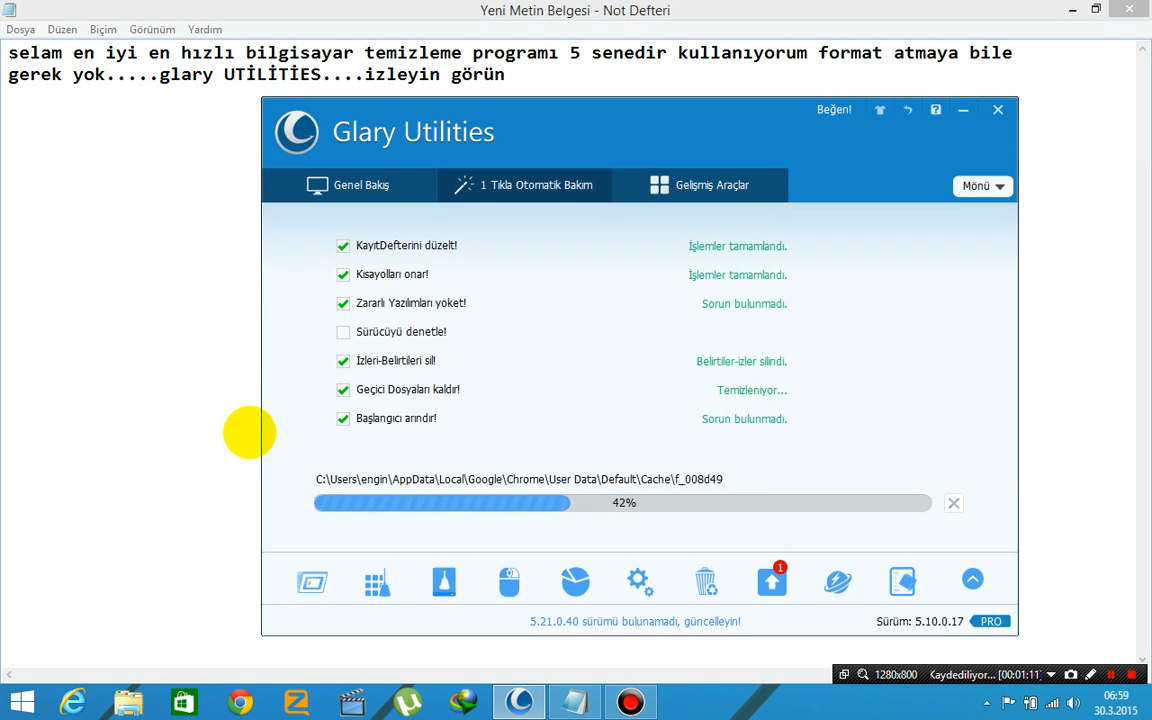 Yeni Metin Belgesi - Not Defteri
Dosya Düzen Biçim Görünüm Yardım
selam en iyi en hızlı bilgisayar temizleme programı 5 senedir kullanıyorum format atmaya bile
gerek yok.....glary UTİLİTİES....izleyin görün
Beğen!
Glary Utilities
Genel Bakış 1 Tıkla Otomatik Bakım Gelişmiş Araçlar Mönü
KayıtDefterini düzelt! İşlemler tamamlandı.
Kısayolları onar! İşlemler tamamlandı.
Zararlı Yazılımları yoket! Sorun bulunmadı.
Sürücüyü denetle!
İzleri-Belirtileri sil! Belirtiler-izler silindi.
Geçici Dosyaları kaldır! Temizleniyor...
Başlangıcı arındır! Sorun bulunmadı.
C:\Users\engin\AppData\Local\Google\Chrome\User Data\Default\Cache\f_008d49
42%
1
5.21.0.40 sürümü bulunamadı, güncelleyin! Sürüm: 5.10.0.17 PRO
1280x800 Kaydediliyor... [00:01:11]
06:59
30.3.2015